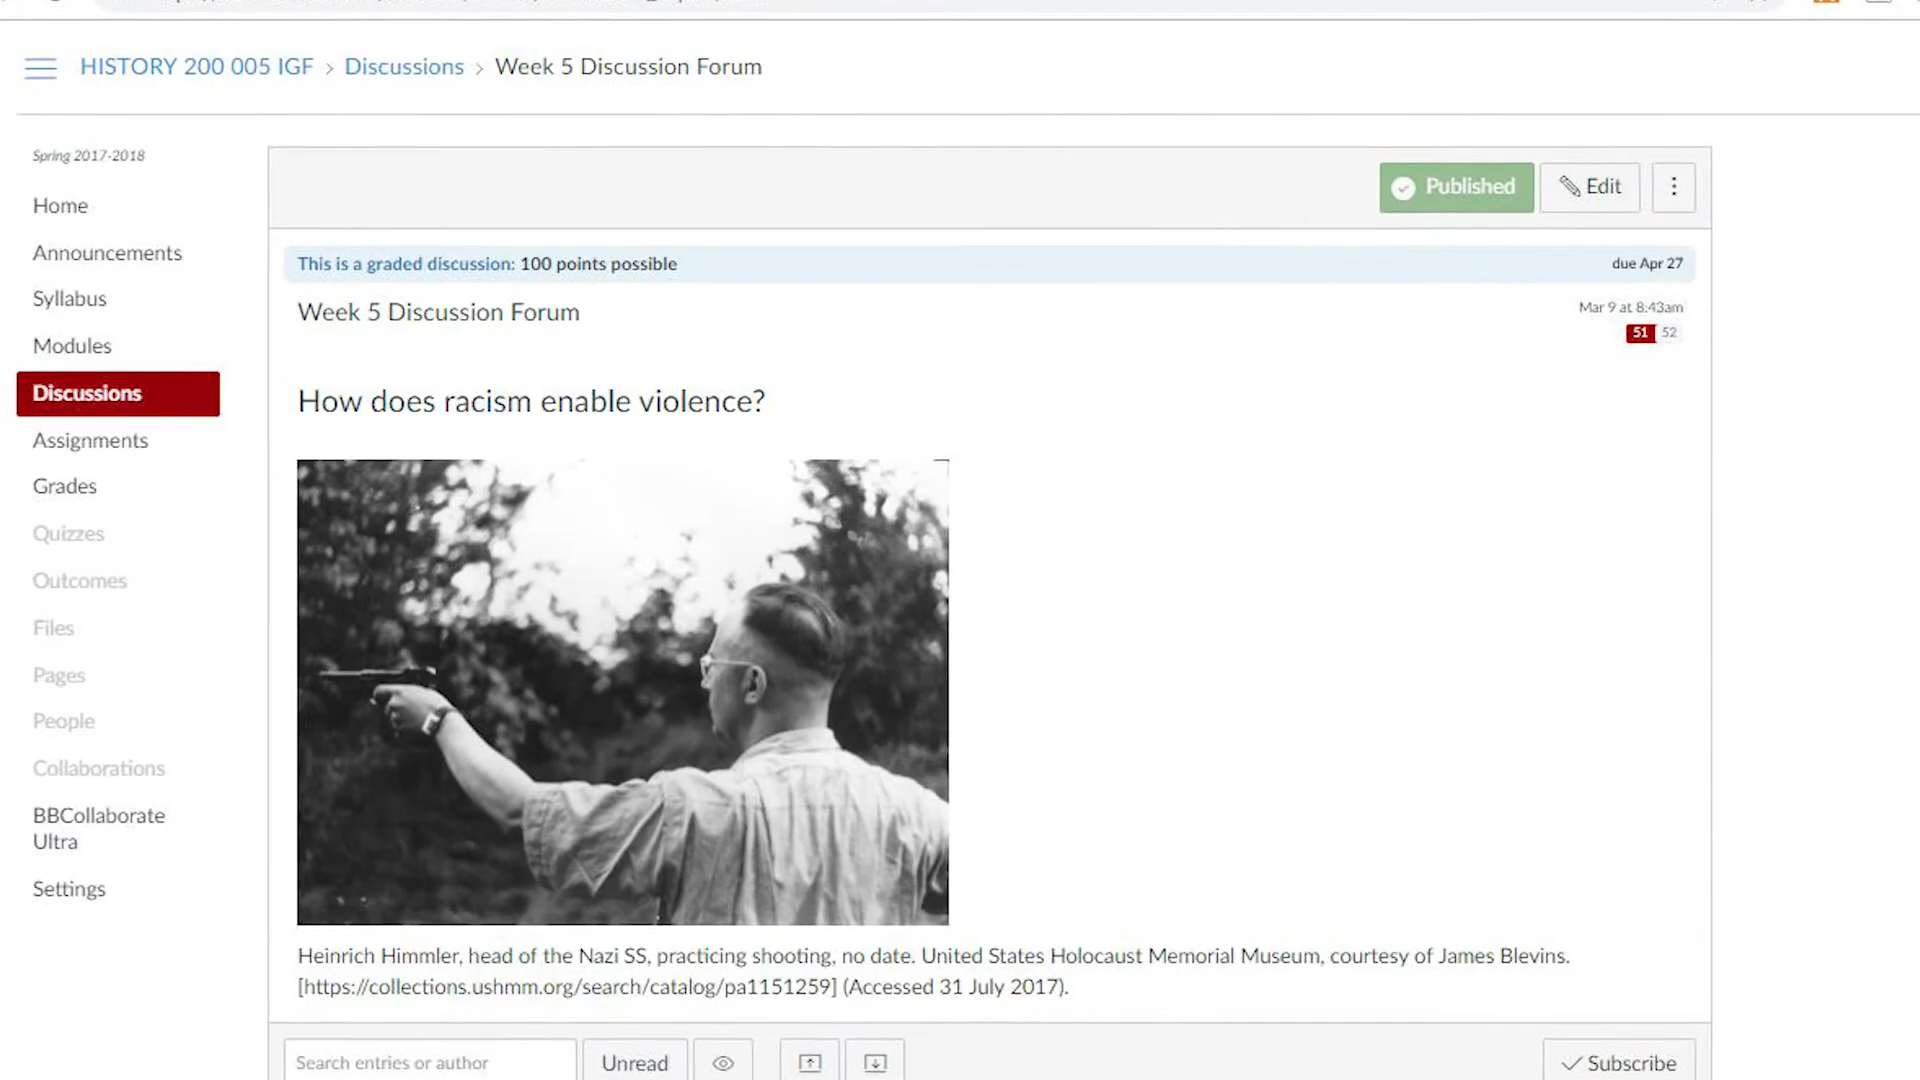 HISTORY 200 005 IGF > Discussions > Week 5 Discussion Forum
Spring 2017-2018
Home
Announcements
Syllabus
Modules
Discussions
Assignments
Grades
Quizzes
Outcomes
Files
Pages
People
Collaborations
BBCollaborate
Ultra
Settings
Published
Edit
This is a graded discussion: 100 points possible
due Apr 27
Week 5 Discussion Forum
Mar 9 at 8:43am
51 52
How does racism enable violence?
Heinrich Himmler, head of the Nazi SS, practicing shooting, no date. United States Holocaust Memorial Museum, courtesy of James Blevins.
[https://collections.ushmm.org/search/catalog/pa1151259] (Accessed 31 July 2017).
Search entries or author
Unread
Subscribe